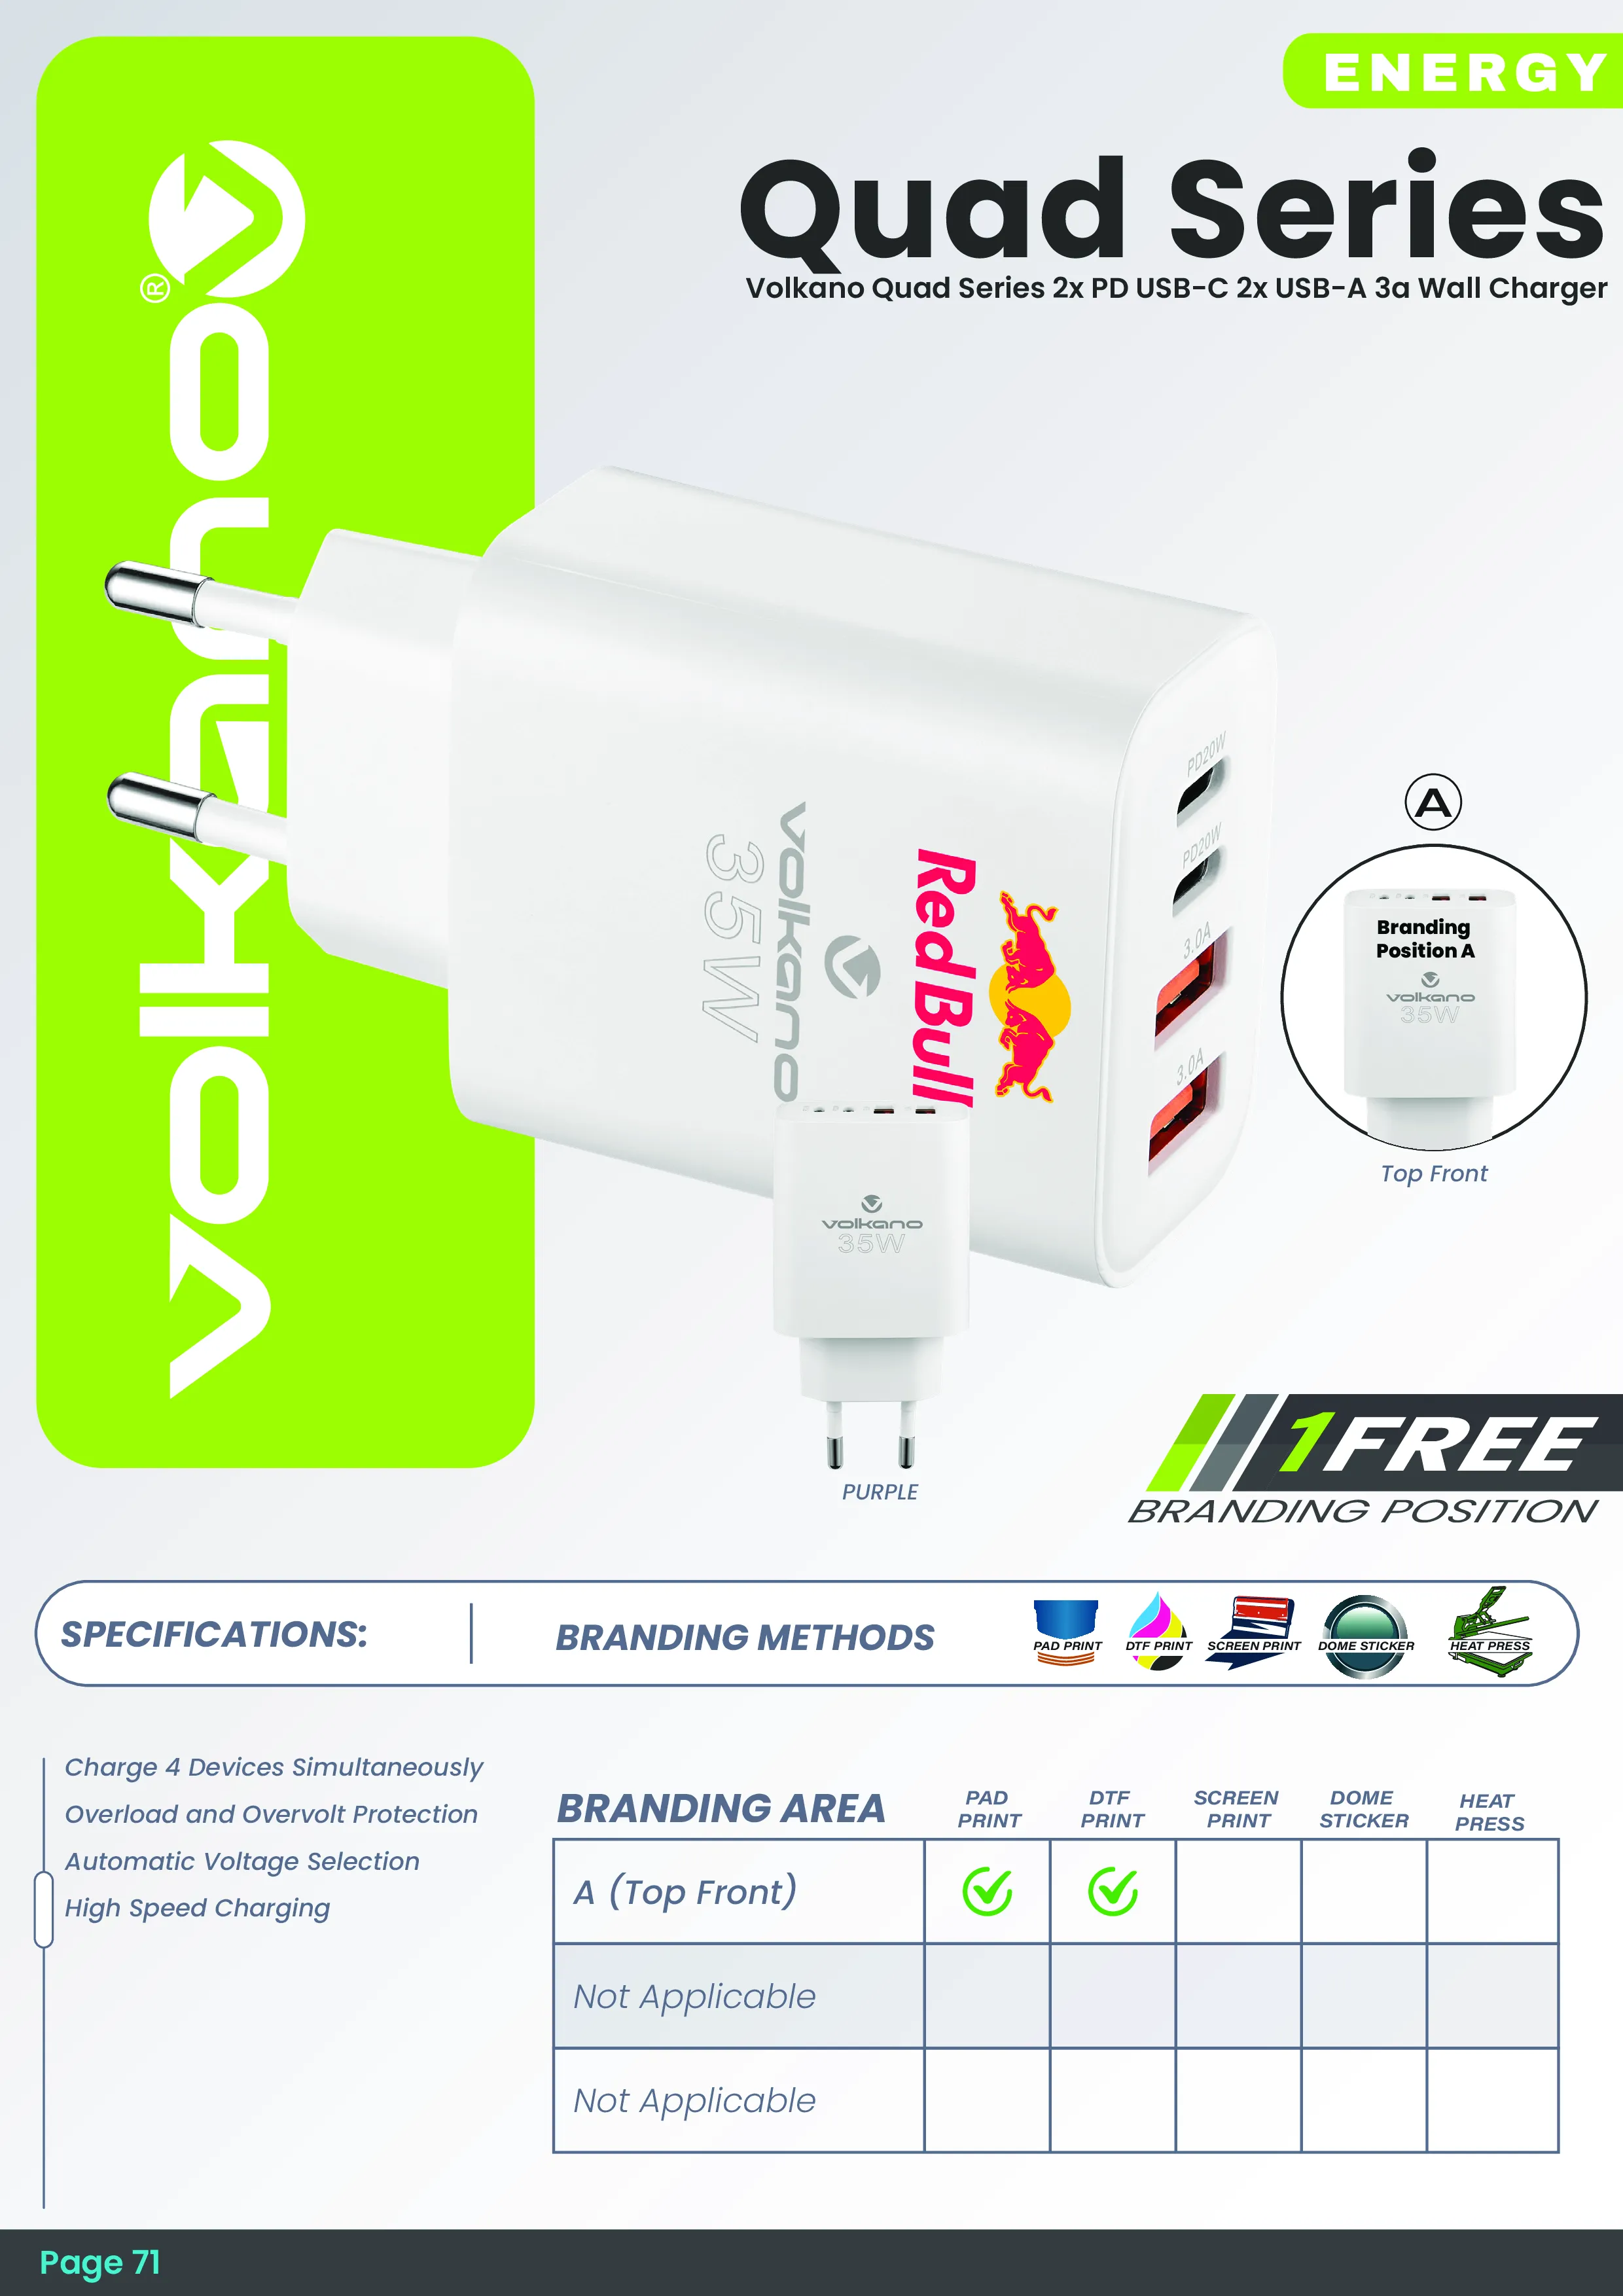 ENERGY
Quad Series
Volkano Quad Series 2x PD USB-C 2x USB-A 3a Wall Charger
volkano®
PD20W
PD20W
3.0A
3.0A
volkano
35W
Red Bull
A
Branding
Position A
volkano
35W
Top Front
volkano
35W
PURPLE
1FREE
BRANDING POSITION
SPECIFICATIONS:
BRANDING METHODS
PAD PRINT
DTF PRINT
SCREEN PRINT
DOME STICKER
HEAT PRESS
Charge 4 Devices Simultaneously
Overload and Overvolt Protection
Automatic Voltage Selection
High Speed Charging
BRANDING AREA
PAD PRINT
DTF PRINT
SCREEN PRINT
DOME STICKER
HEAT PRESS
A (Top Front)
Not Applicable
Not Applicable
Page 71